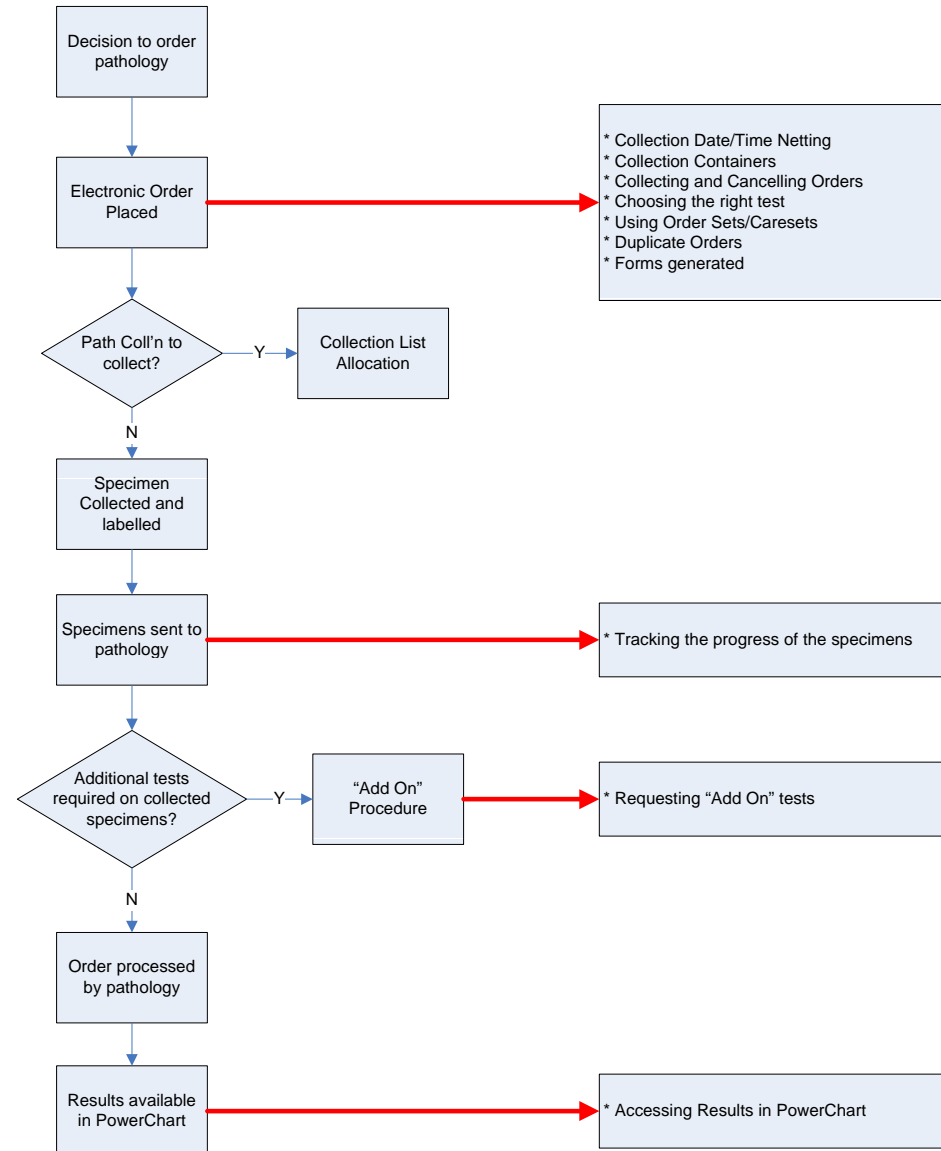 Decision to order
pathology
Electronic Order
Placed
* Collection Date/Time Netting
* Collection Containers
* Collecting and Cancelling Orders
* Choosing the right test
* Using Order Sets/Caresets
* Duplicate Orders
* Forms generated
Path Coll’n to
collect?
Y
Collection List
Allocation
N
Specimen
Collected and
labelled
Specimens sent to
pathology
* Tracking the progress of the specimens
Additional tests
required on collected
specimens?
Y
“Add On”
Procedure
* Requesting “Add On” tests
N
Order processed
by pathology
Results available
in PowerChart
* Accessing Results in PowerChart